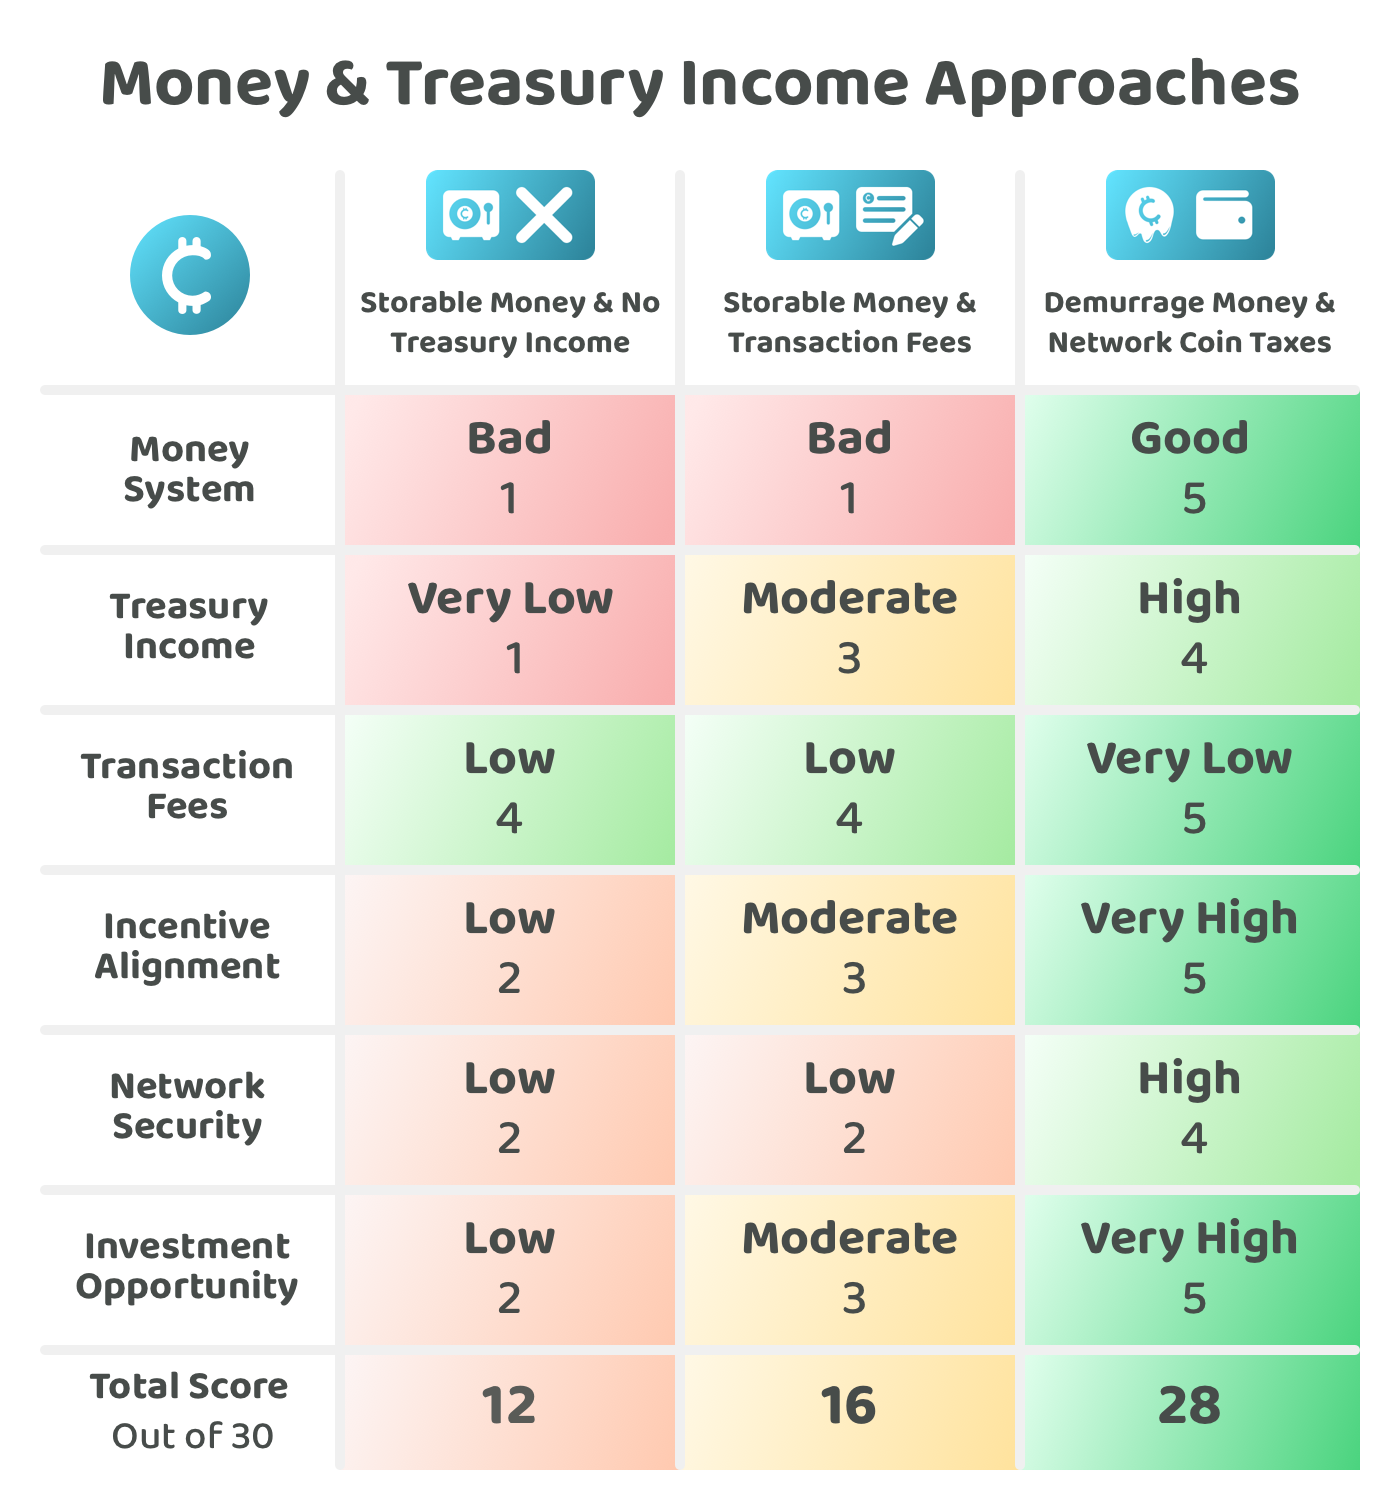 Money & Treasury Income Approaches
Storable Money & No
Treasury Income
Storable Money &
Transaction Fees
Demurrage Money &
Network Coin Taxes
Money
System
Bad
1
Bad
1
Good
5
Treasury
Income
Very Low
1
Moderate
3
High
4
Transaction
Fees
Low
4
Low
4
Very Low
5
Incentive
Alignment
Low
2
Moderate
3
Very High
5
Network
Security
Low
2
Low
2
High
4
Investment
Opportunity
Low
2
Moderate
3
Very High
5
Total Score
Out of 30
12
16
28